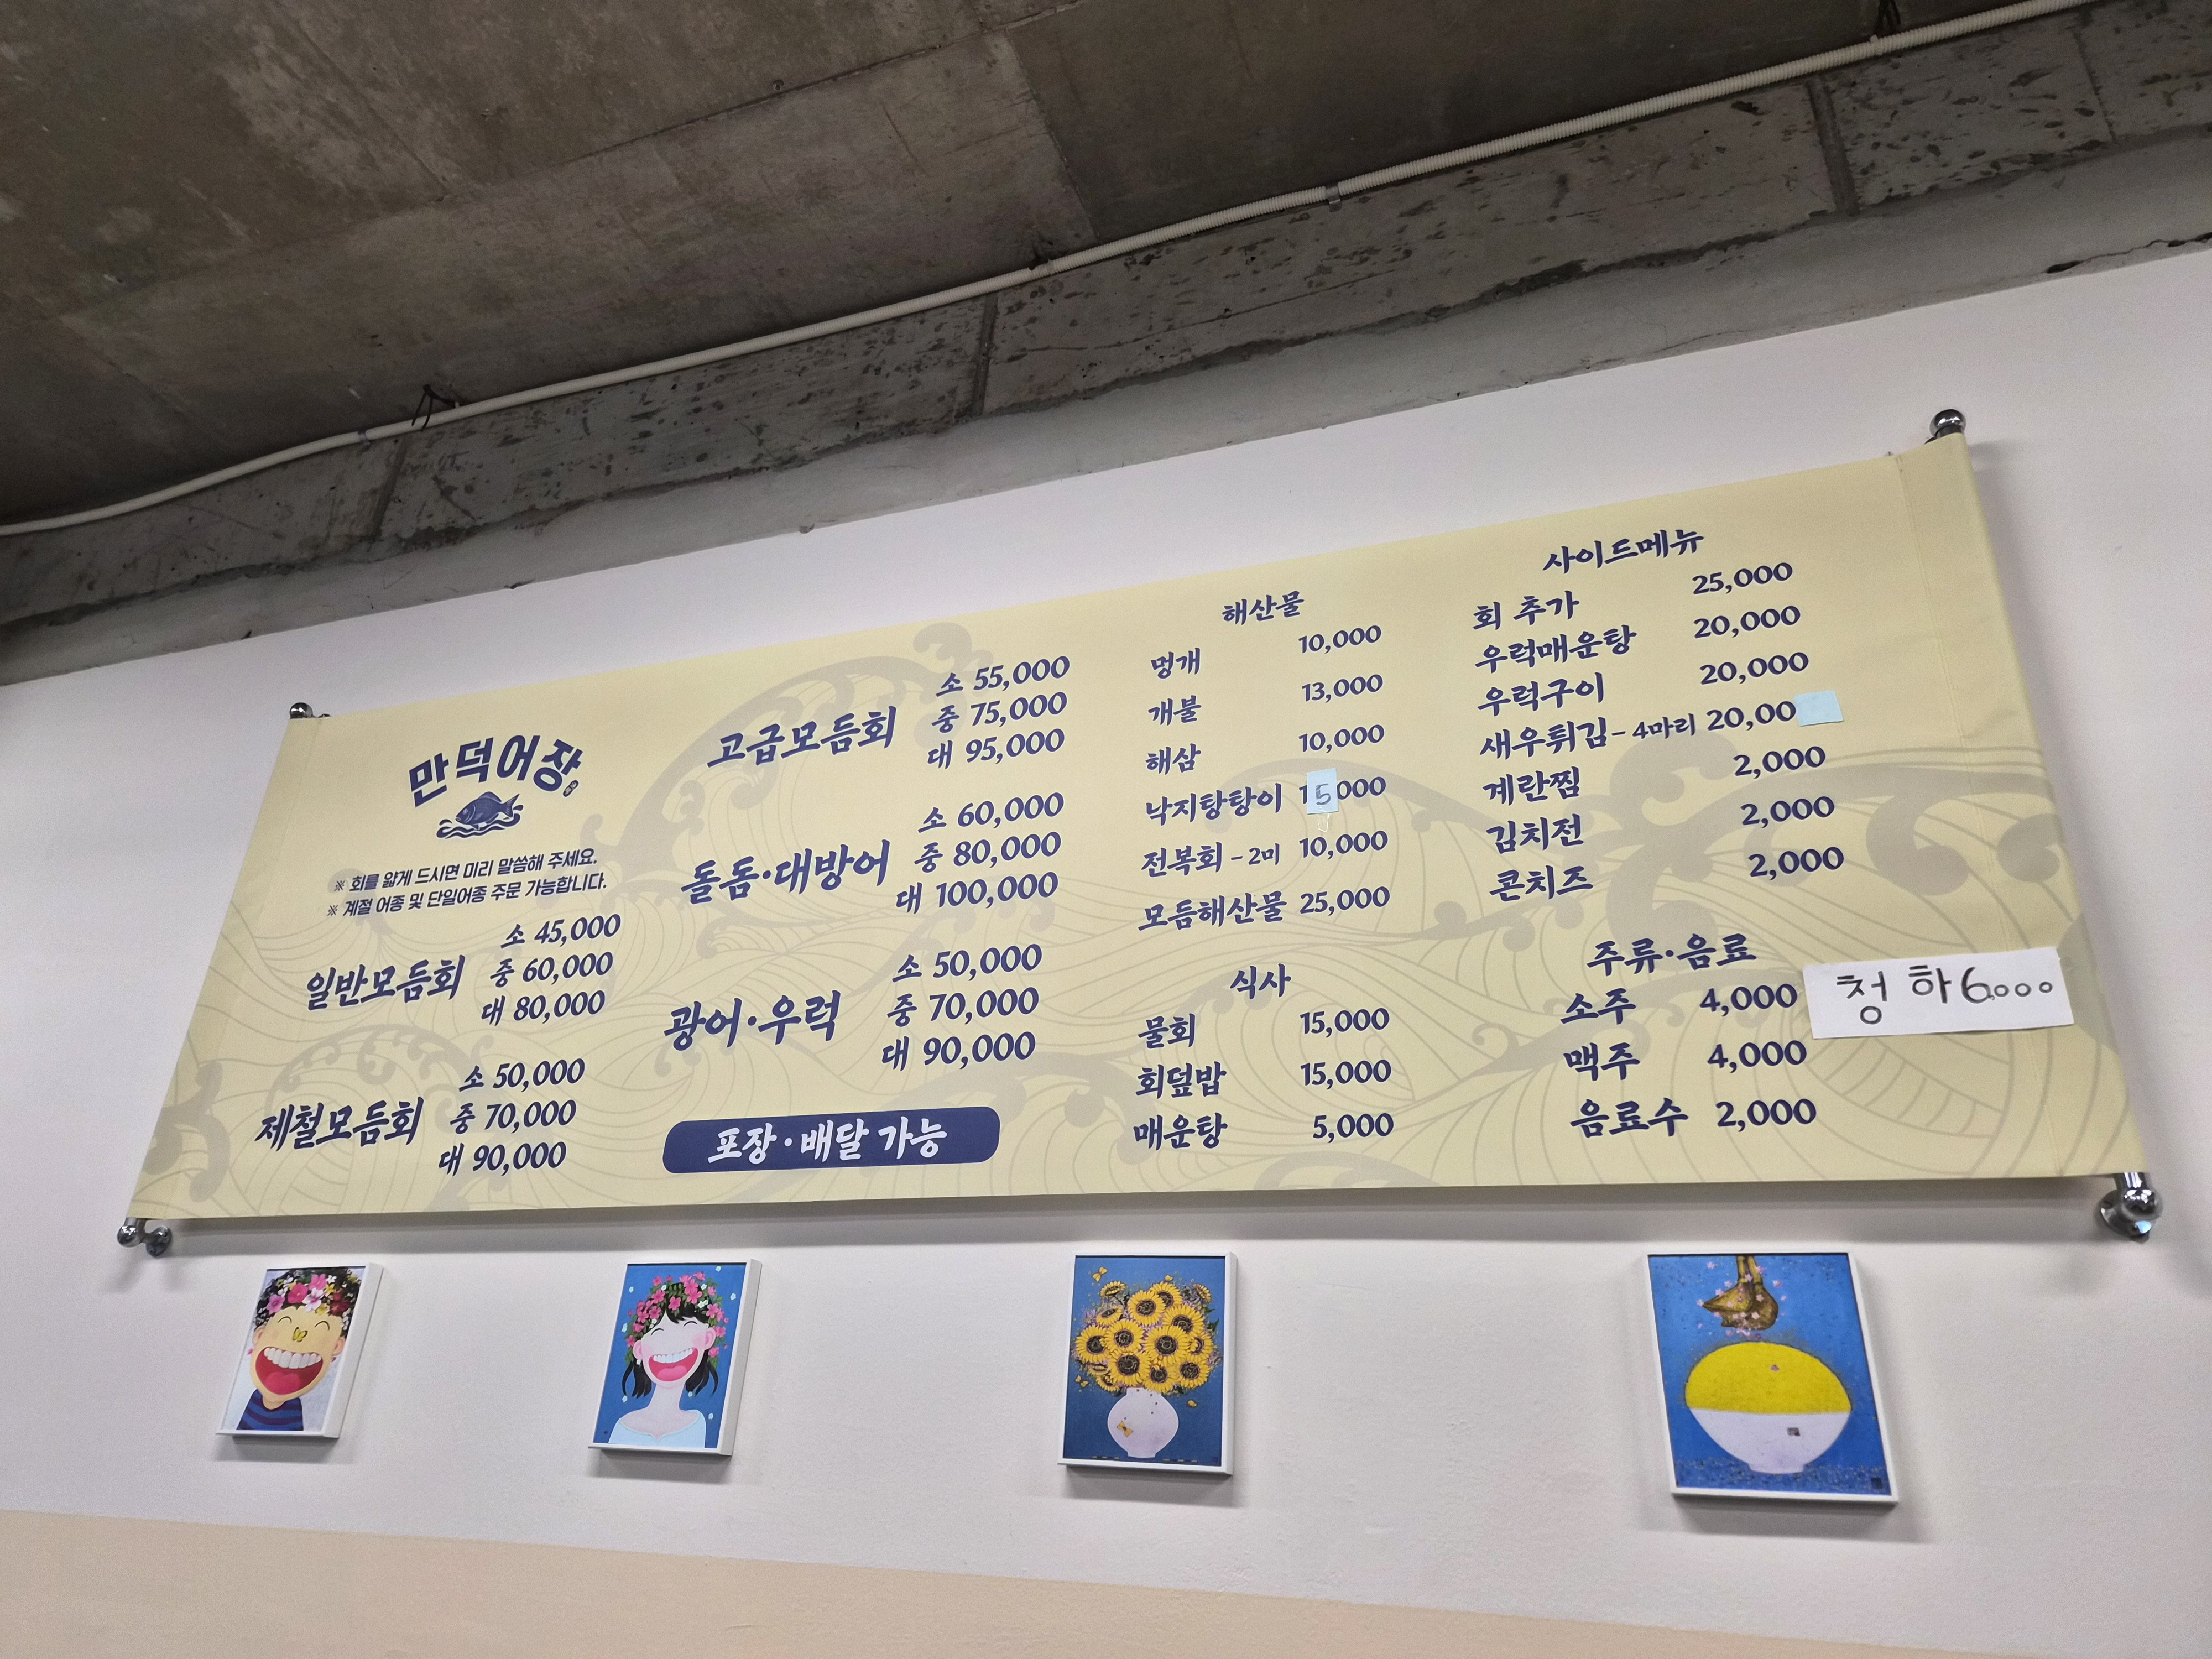 만덕어장
※ 회를 얇게 드시면 미리 말씀해 주세요.
※ 계절 어종 및 단일어종 주문 가능합니다.
일반모듬회
소 45,000
중 60,000
대 80,000
제철모듬회
소 50,000
중 70,000
대 90,000
고급모듬회
소 55,000
중 75,000
대 95,000
돌돔·대방어
소 60,000
중 80,000
대 100,000
광어·우럭
소 50,000
중 70,000
대 90,000
포장·배달 가능
해산물
멍개 10,000
개불 13,000
해삼 10,000
낙지탕탕이 15000
전복회 - 2미 10,000
모듬해산물 25,000
식사
물회 15,000
회덮밥 15,000
매운탕 5,000
사이드메뉴
회 추가 25,000
우럭매운탕 20,000
우럭구이 20,000
새우튀김 - 4마리 20,00
계란찜 2,000
김치전 2,000
콘치즈 2,000
주류·음료
소주 4,000
청하 6,000
맥주 4,000
음료수 2,000